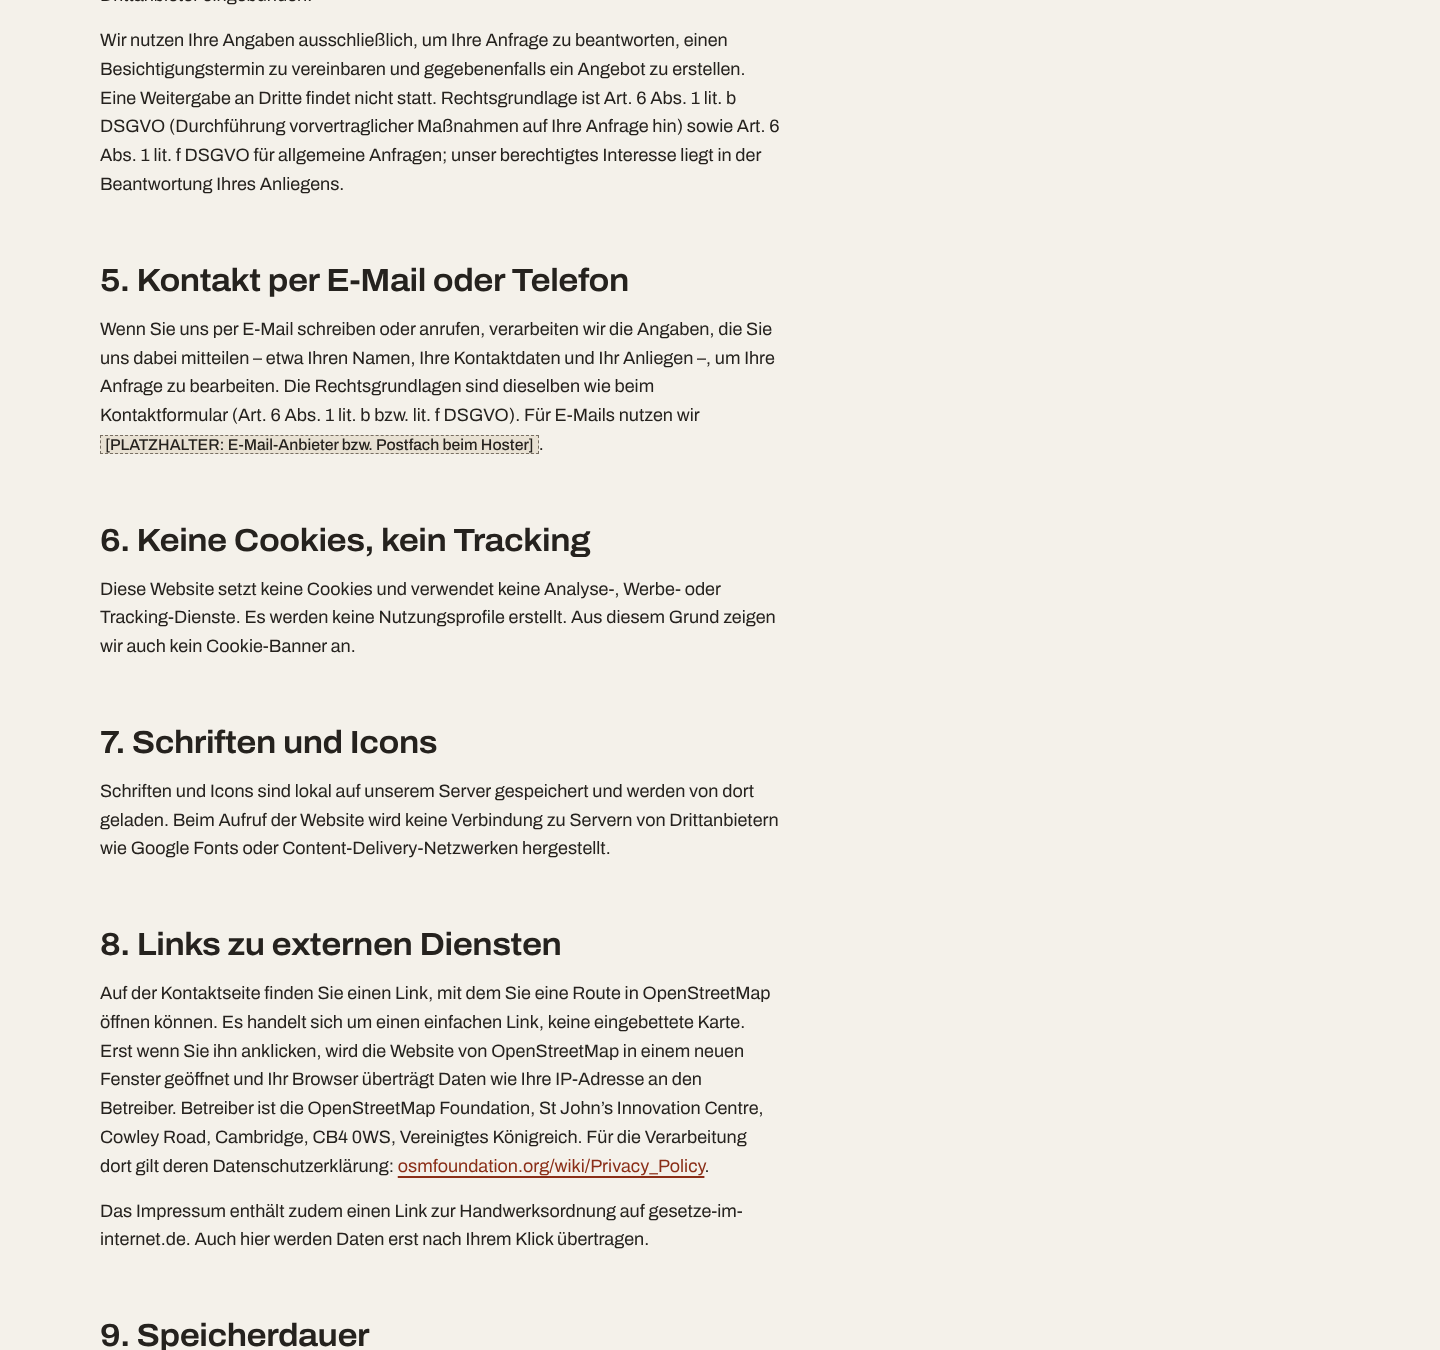 Drittanbieter eingebunden.
Wir nutzen Ihre Angaben ausschließlich, um Ihre Anfrage zu beantworten, einen
Besichtigungstermin zu vereinbaren und gegebenenfalls ein Angebot zu erstellen.
Eine Weitergabe an Dritte findet nicht statt. Rechtsgrundlage ist Art. 6 Abs. 1 lit. b
DSGVO (Durchführung vorvertraglicher Maßnahmen auf Ihre Anfrage hin) sowie Art. 6
Abs. 1 lit. f DSGVO für allgemeine Anfragen; unser berechtigtes Interesse liegt in der
Beantwortung Ihres Anliegens.
5. Kontakt per E-Mail oder Telefon
Wenn Sie uns per E-Mail schreiben oder anrufen, verarbeiten wir die Angaben, die Sie
uns dabei mitteilen – etwa Ihren Namen, Ihre Kontaktdaten und Ihr Anliegen –, um Ihre
Anfrage zu bearbeiten. Die Rechtsgrundlagen sind dieselben wie beim
Kontaktformular (Art. 6 Abs. 1 lit. b bzw. lit. f DSGVO). Für E-Mails nutzen wir
[PLATZHALTER: E-Mail-Anbieter bzw. Postfach beim Hoster].
6. Keine Cookies, kein Tracking
Diese Website setzt keine Cookies und verwendet keine Analyse-, Werbe- oder
Tracking-Dienste. Es werden keine Nutzungsprofile erstellt. Aus diesem Grund zeigen
wir auch kein Cookie-Banner an.
7. Schriften und Icons
Schriften und Icons sind lokal auf unserem Server gespeichert und werden von dort
geladen. Beim Aufruf der Website wird keine Verbindung zu Servern von Drittanbietern
wie Google Fonts oder Content-Delivery-Netzwerken hergestellt.
8. Links zu externen Diensten
Auf der Kontaktseite finden Sie einen Link, mit dem Sie eine Route in OpenStreetMap
öffnen können. Es handelt sich um einen einfachen Link, keine eingebettete Karte.
Erst wenn Sie ihn anklicken, wird die Website von OpenStreetMap in einem neuen
Fenster geöffnet und Ihr Browser überträgt Daten wie Ihre IP-Adresse an den
Betreiber. Betreiber ist die OpenStreetMap Foundation, St John’s Innovation Centre,
Cowley Road, Cambridge, CB4 0WS, Vereinigtes Königreich. Für die Verarbeitung
dort gilt deren Datenschutzerklärung: osmfoundation.org/wiki/Privacy_Policy.
Das Impressum enthält zudem einen Link zur Handwerksordnung auf gesetze-im-
internet.de. Auch hier werden Daten erst nach Ihrem Klick übertragen.
9. Speicherdauer